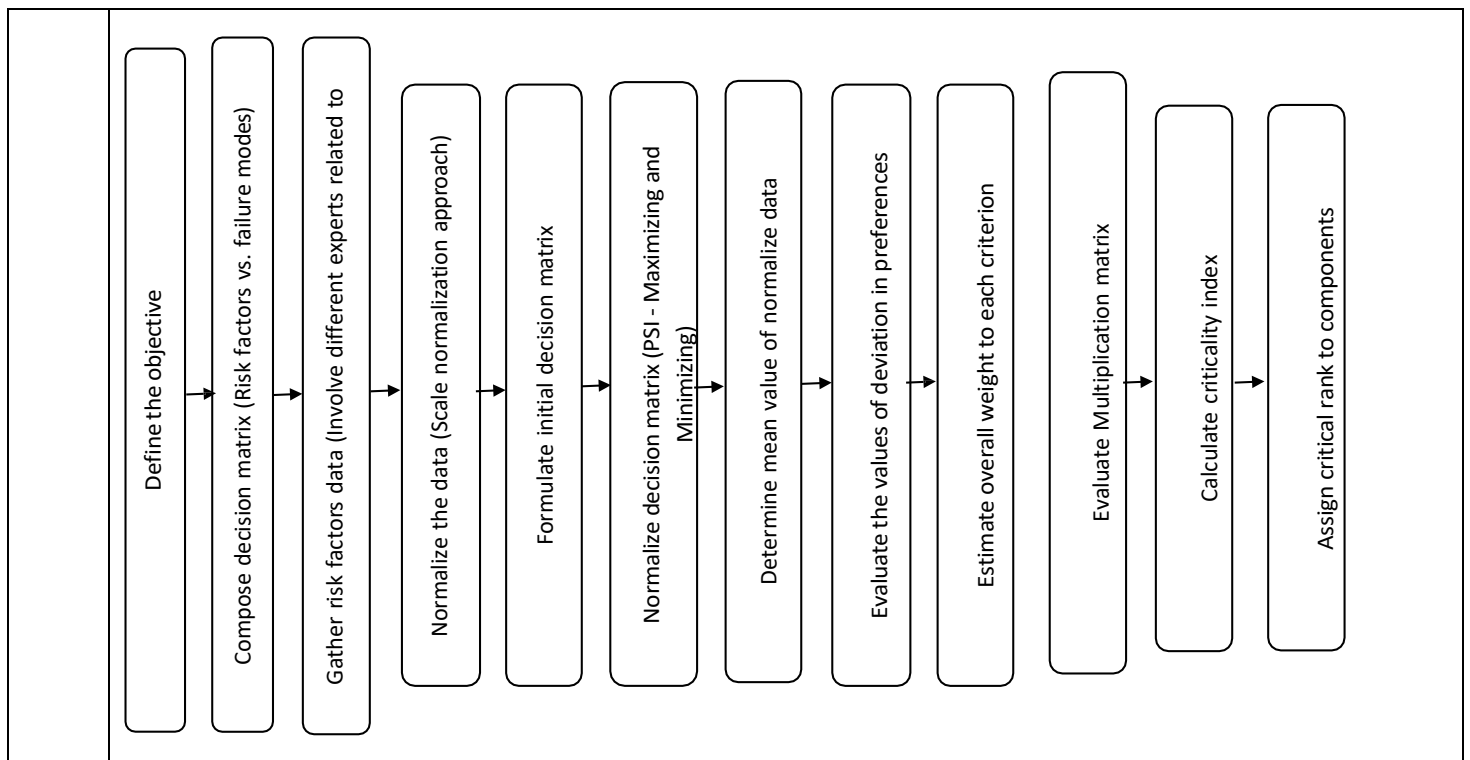 Define the objective
Compose decision matrix (Risk factors vs. failure modes)
Gather risk factors data (Involve different experts related to
Normalize the data (Scale normalization approach)
Formulate initial decision matrix
Normalize decision matrix (PSI - Maximizing and
Minimizing)
Determine mean value of normalize data
Evaluate the values of deviation in preferences
Estimate overall weight to each criterion
Evaluate Multiplication matrix
Calculate criticality index
Assign critical rank to components